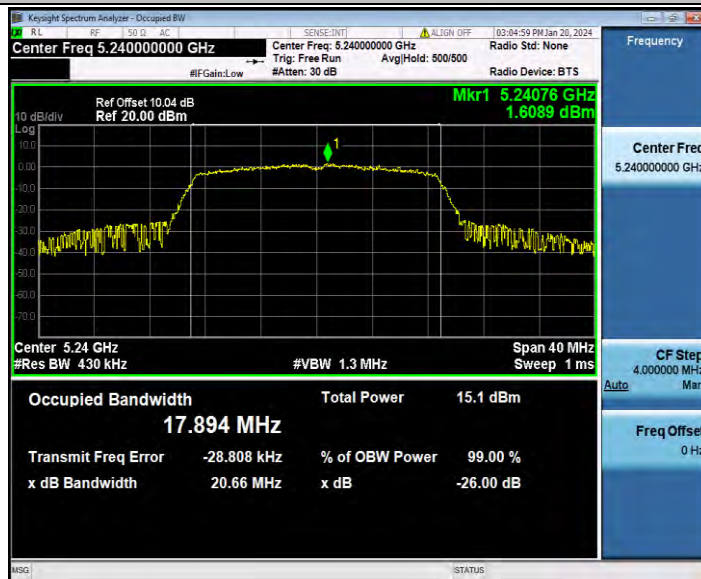 Keysight Spectrum Analyzer - Occupied BW
RL RF 50 Ω AC SENSE:INT ALIGN OFF 03:04:59 PM Jan 20, 2024
Center Freq 5.240000000 GHz
Center Freq: 5.240000000 GHz
Radio Std: None
Trig: Free Run Avg|Hold: 500/500
#IFGain:Low #Atten: 30 dB Radio Device: BTS
Frequency
Mkr1 5.24076 GHz
1.6089 dBm
Ref Offset 10.04 dB
10 dB/div Ref 20.00 dBm
Log
10.0
0.00
-10.0
-20.0
-30.0
-40.0
-50.0
-60.0
-70.0
1
Center 5.24 GHz Span 40 MHz
#Res BW 430 kHz #VBW 1.3 MHz Sweep 1 ms
Center Freq
5.240000000 GHz
CF Step
4.000000 MHz
Auto Man
Freq Offset
0 Hz
Occupied Bandwidth Total Power 15.1 dBm
17.894 MHz
Transmit Freq Error -28.808 kHz % of OBW Power 99.00 %
x dB Bandwidth 20.66 MHz x dB -26.00 dB
MSG STATUS